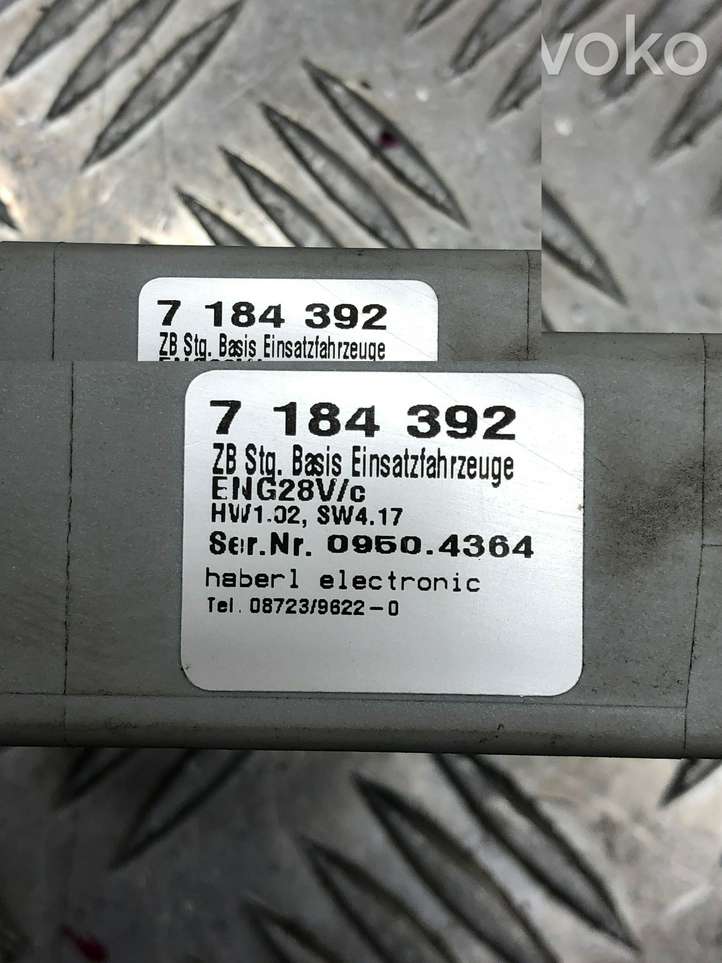 voko
7 184 392
ZB Stg. Basis Einsatzfahrzeuge
7 184 392
ZB Stg. Basis Einsatzfahrzeuge
ENG28V/c
HW1.02, SW4.17
Ser.Nr. 0950.4364
haberl electronic
Tel. 08723/9622-0